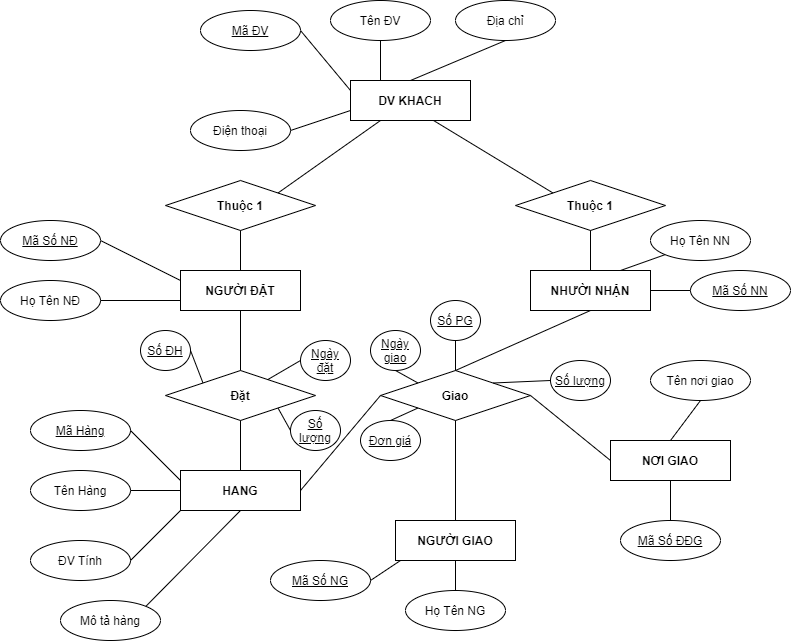 Tên ĐV
Địa chỉ
Mã ĐV
DV KHACH
Điện thoại
Thuộc 1
Thuộc 1
Mã Số NĐ
Họ Tên NN
NGƯỜI ĐẶT
NHƯỜI NHẬN
Mã Số NN
Họ Tên NĐ
Số PG
Số ĐH
Ngày
đặt
Ngày
giao
Số lượng
Tên nơi giao
Đặt
Giao
Mã Hàng
Số
lượng
Đơn giá
NƠI GIAO
Tên Hàng
HANG
NGƯỜI GIAO
Mã Số ĐĐG
ĐV Tính
Mã Số NG
Họ Tên NG
Mô tả hàng